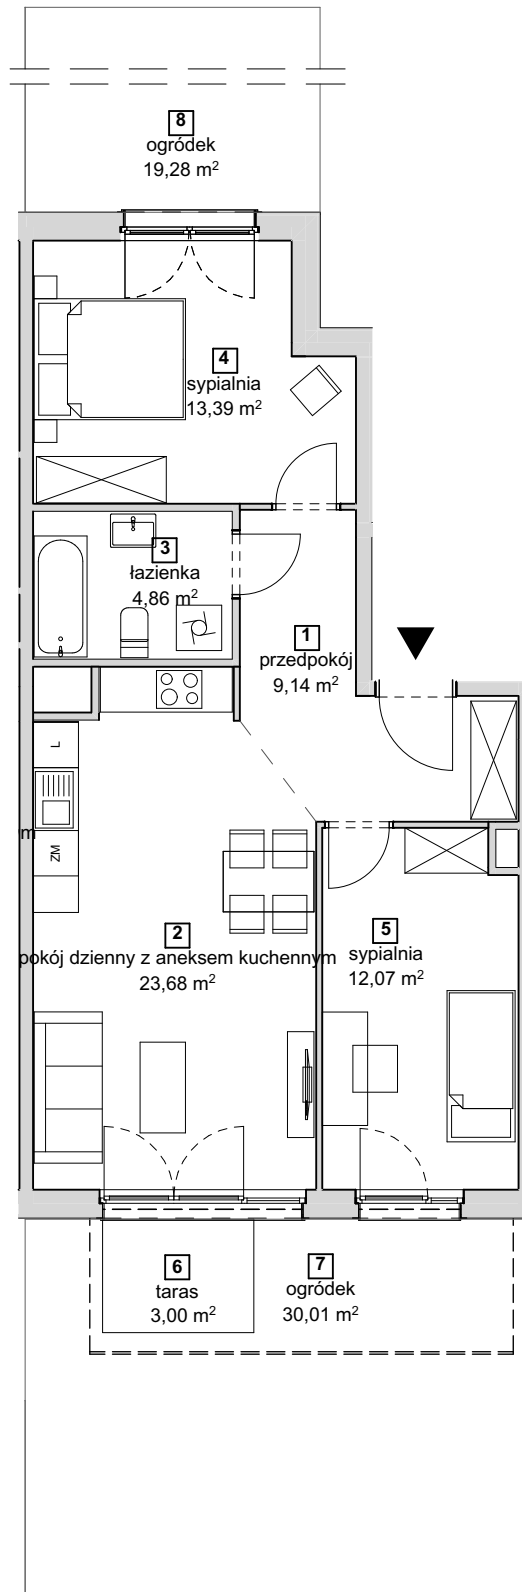 8
ogródek
19,28 m²
4
sypialnia
13,39 m²
3
łazienka
4,86 m²
1
przedpokój
9,14 m²
L
m
ZM
2
pokój dzienny z aneksem kuchennym
23,68 m²
5
sypialnia
12,07 m²
6
taras
3,00 m²
7
ogródek
30,01 m²